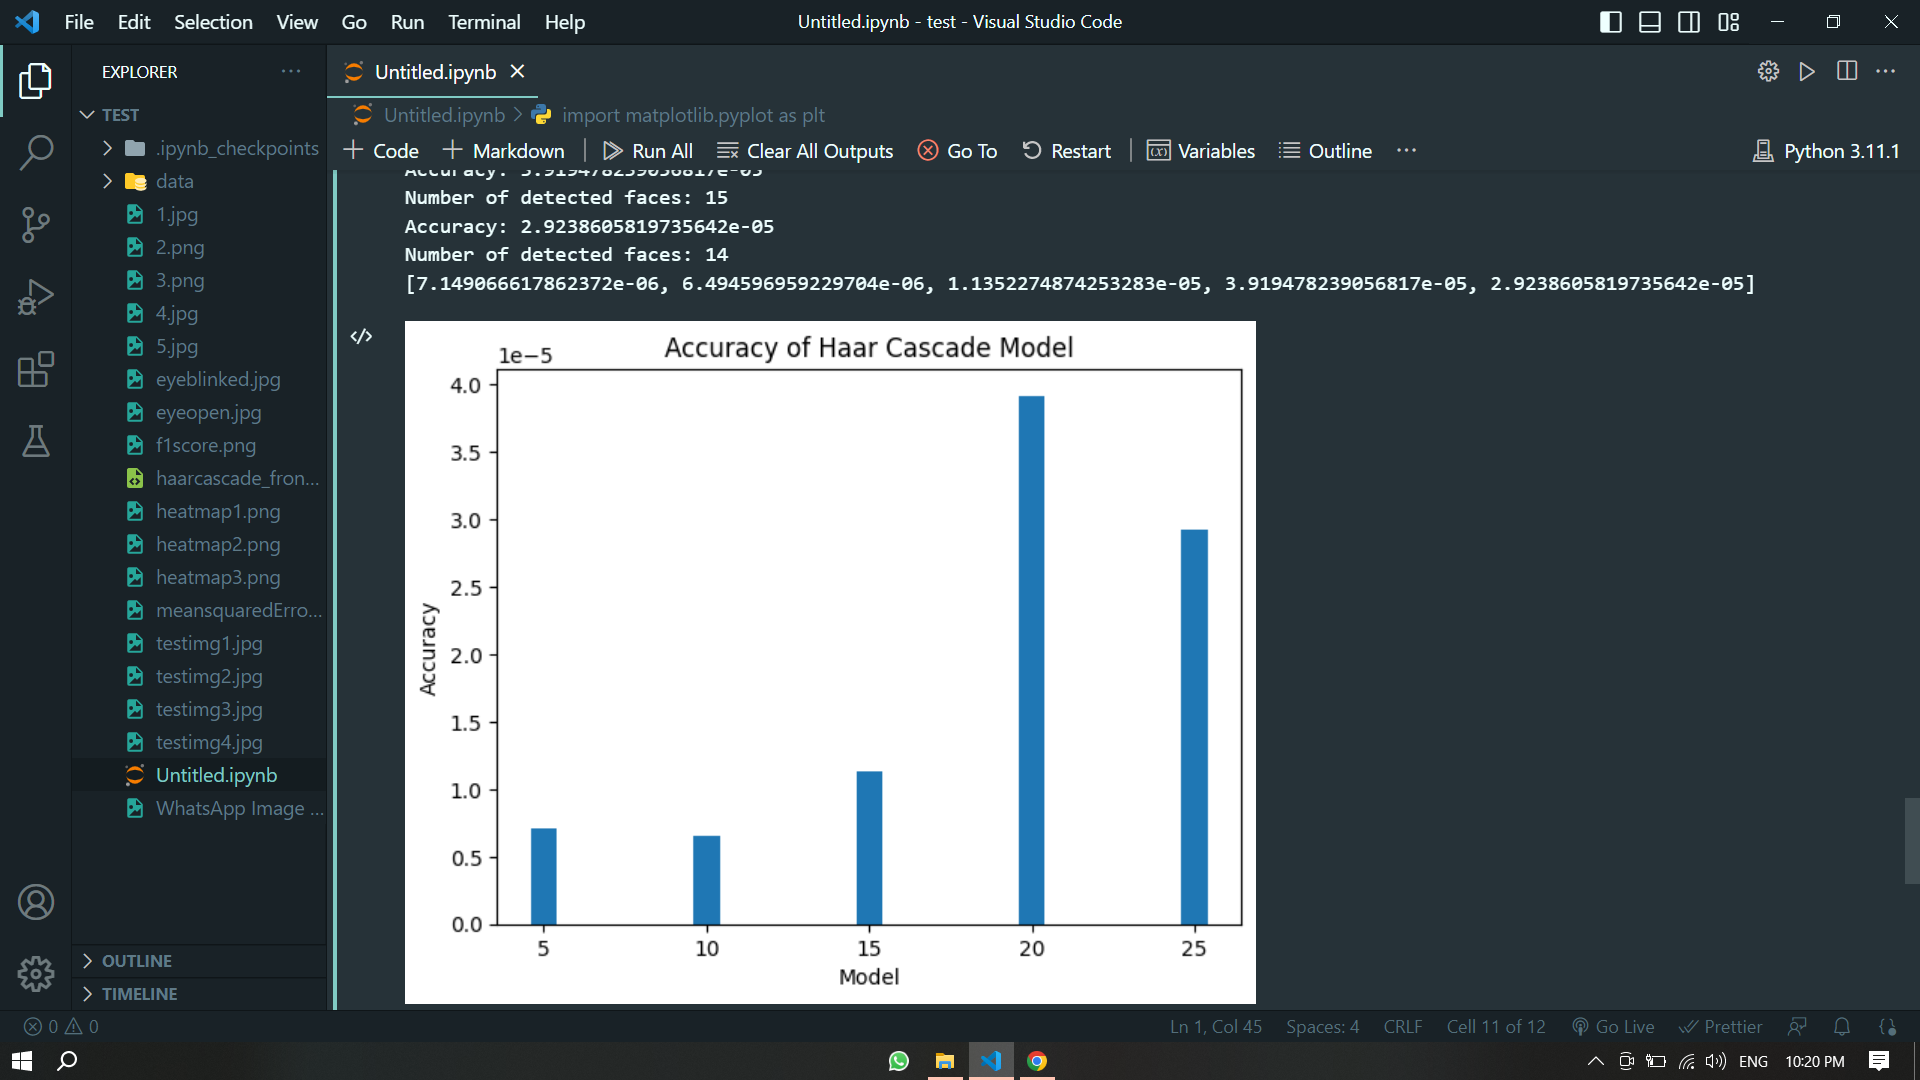 File Edit Selection View Go Run Terminal Help
Untitled.ipynb - test - Visual Studio Code
EXPLORER
Untitled.ipynb
TEST
Untitled.ipynb > import matplotlib.pyplot as plt
.ipynb_checkpoints
Code Markdown Run All Clear All Outputs Go To Restart Variables Outline ...
Python 3.11.1
data
1.jpg
2.png
3.png
4.jpg
5.jpg
eyeblinked.jpg
eyeopen.jpg
f1score.png
haarcascade_fron...
heatmap1.png
heatmap2.png
heatmap3.png
meansquaredErro...
testimg1.jpg
testimg2.jpg
testimg3.jpg
testimg4.jpg
Untitled.ipynb
WhatsApp Image ...
OUTLINE
TIMELINE
Accuracy: 3.919478239056817e-05
Number of detected faces: 15
Accuracy: 2.9238605819735642e-05
Number of detected faces: 14
[7.149066617862372e-06, 6.494596959229704e-06, 1.1352274874253283e-05, 3.919478239056817e-05, 2.9238605819735642e-05]
Accuracy of Haar Cascade Model
1e-5
4.0
3.5
3.0
2.5
2.0
1.5
1.0
0.5
0.0
Accuracy
5 10 15 20 25
Model
0 0
Ln 1, Col 45 Spaces: 4 CRLF Cell 11 of 12 Go Live Prettier
ENG 10:20 PM